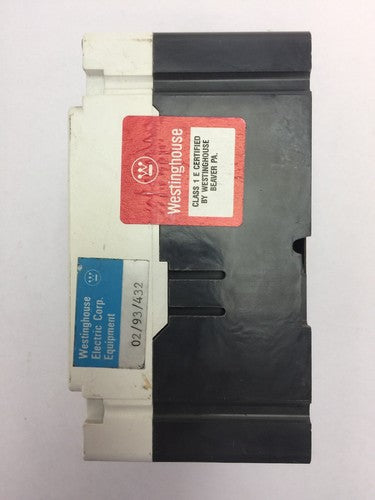 Westinghouse
CLASS 1 E CERTIFIED
BY WESTINGHOUSE
BEAVER PA.
Westinghouse
Electric Corp.
Equipment
02/93/432